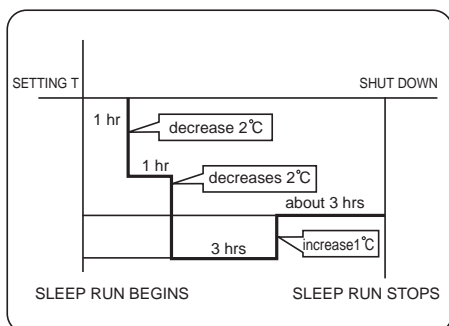 SETTING T
SHUT DOWN
1 hr
decrease 2℃
1 hr
decreases 2℃
about 3 hrs
3 hrs
increase1℃
SLEEP RUN BEGINS
SLEEP RUN STOPS